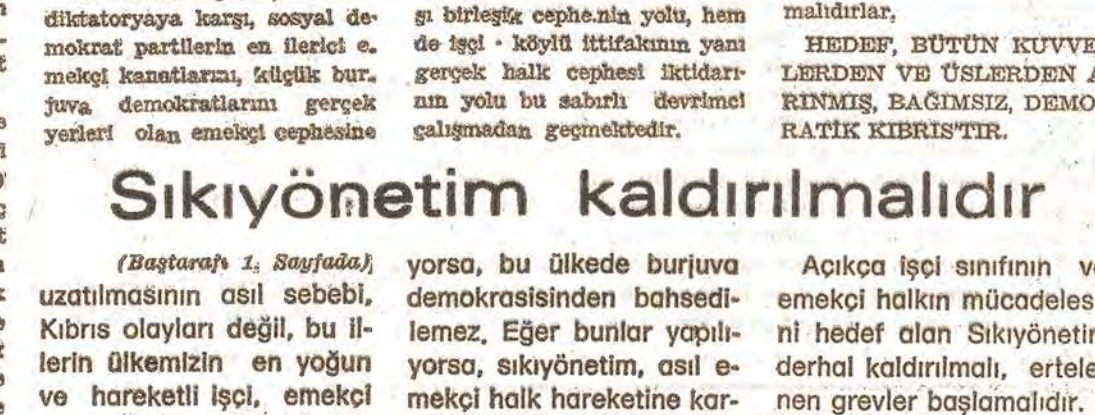 diktatoryaya karşı, sosyal de-
mokrat partilerin en ilerici e-
mekçi kanatlarını, küçük bur-
juva demokratlarını gerçek
yerleri olan emekçi cephesine
şı birleşik cephe.nin yolu, hem
de işçi - köylü ittifakının yani
gerçek halk cephesi iktidarı-
nın yolu bu sabırlı devrimci
çalışmadan geçmektedir.
malıdırlar.
HEDEF, BÜTÜN KUVVE
LERDEN VE ÜSLERDEN A
RINMIŞ, BAĞIMSIZ, DEMO
RATİK KIBRIS'TIR.
Sıkıyönetim kaldırılmalıdır
(Baştarafı 1. Sayfada)
uzatılmasının asıl sebebi,
Kıbrıs olayları değil, bu il-
lerin ülkemizin en yoğun
ve hareketli işçi, emekçi
yorsa, bu ülkede burjuva
demokrasisinden bahsedi-
lemez. Eğer bunlar yapılı-
yorsa, sıkıyönetim, asıl e-
mekçi halk hareketine kar-
Açıkça işçi sınıfının v
emekçi halkın mücadeles
ni hedef alan Sıkıyönetim
derhal kaldırılmalı, ertele
nen grevler başlamalıdır.